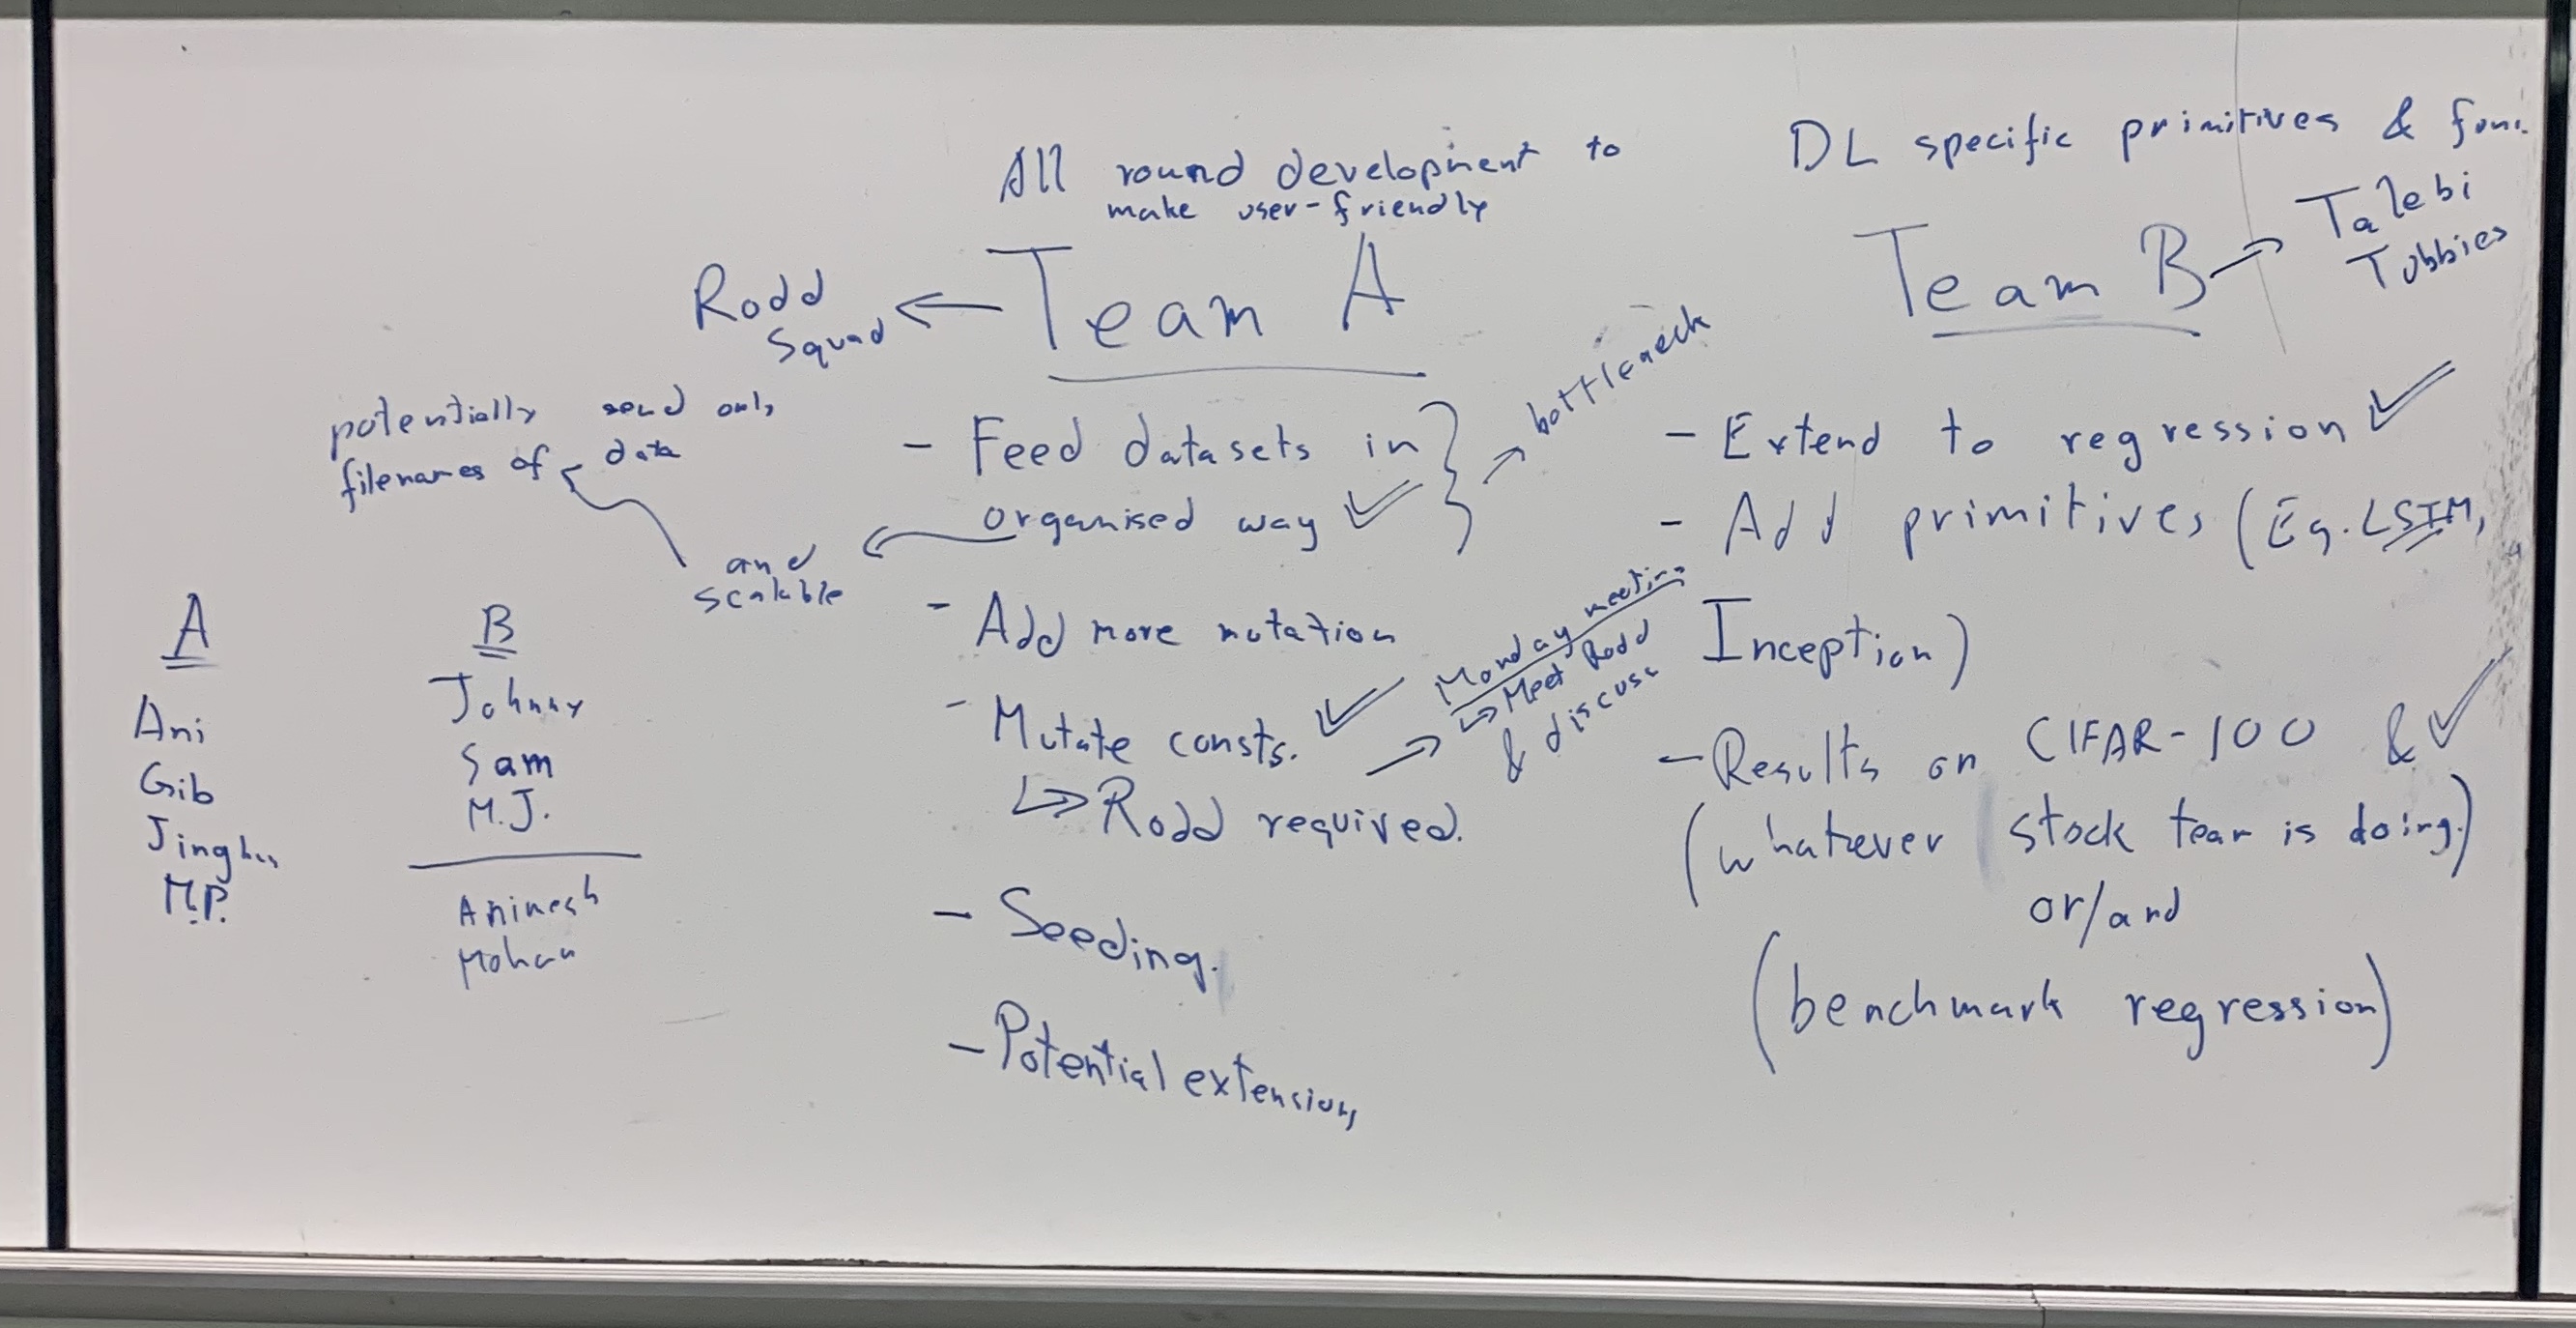 All round development to
make user-friendly
Rodd
Squad
Team A
potentially send only
filenames of data
and
scalable
- Feed datasets in
organised way
bottleneck
- Add more mutation
- Mutate consts.
Rodd required.
Monday meeting
Meet Rodd
& discuss
- Seeding.
- Potential extensions
A
Ani
Gib
M.P.
B
Johnny
Sam
M.J.
Animesh
Mohan
DL specific primitives &
Team B
Talebi
Tubbies
- Extend to regression
- Add primitives (Eg. LSTM,
Inception)
- Results on CIFAR-100 &
(whatever stock team is doing.)
or/and
(benchmark regression)